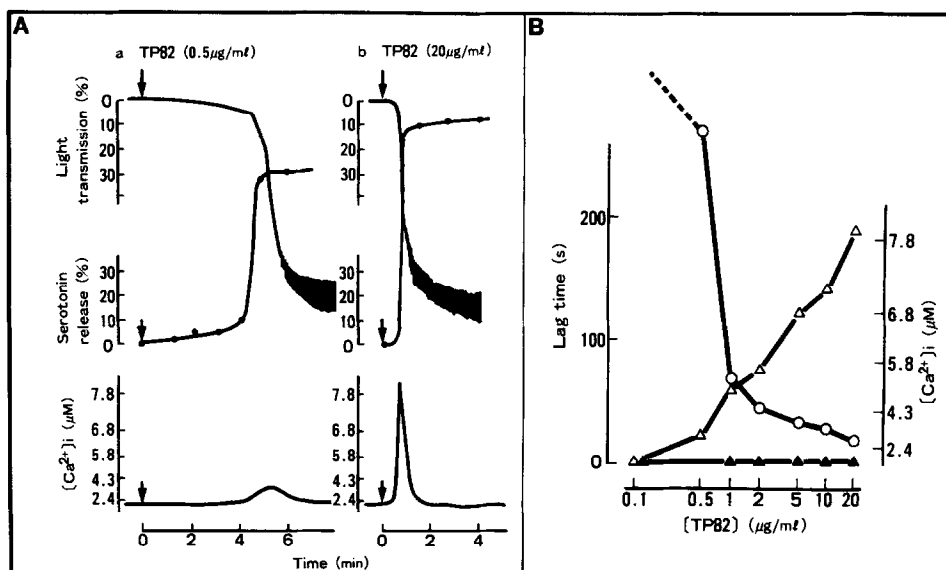 A
a TP82 (0.5μg/mℓ)
b TP82 (20μg/mℓ)
Light transmission (%)
0
10
20
30
0
10
20
30
Serotonin release (%)
30
20
10
0
30
20
10
0
[Ca²⁺]i (μM)
7.8
6.8
5.8
4.3
2.4
7.8
6.8
5.8
4.3
2.4
0 2 4 6
0 2 4
Time (min)
B
Lag time (s)
200
100
0
[Ca²⁺]i (μM)
7.8
6.8
5.8
4.3
2.4
0.1 0.5 1 2 5 10 20
[TP82] (μg/mℓ)